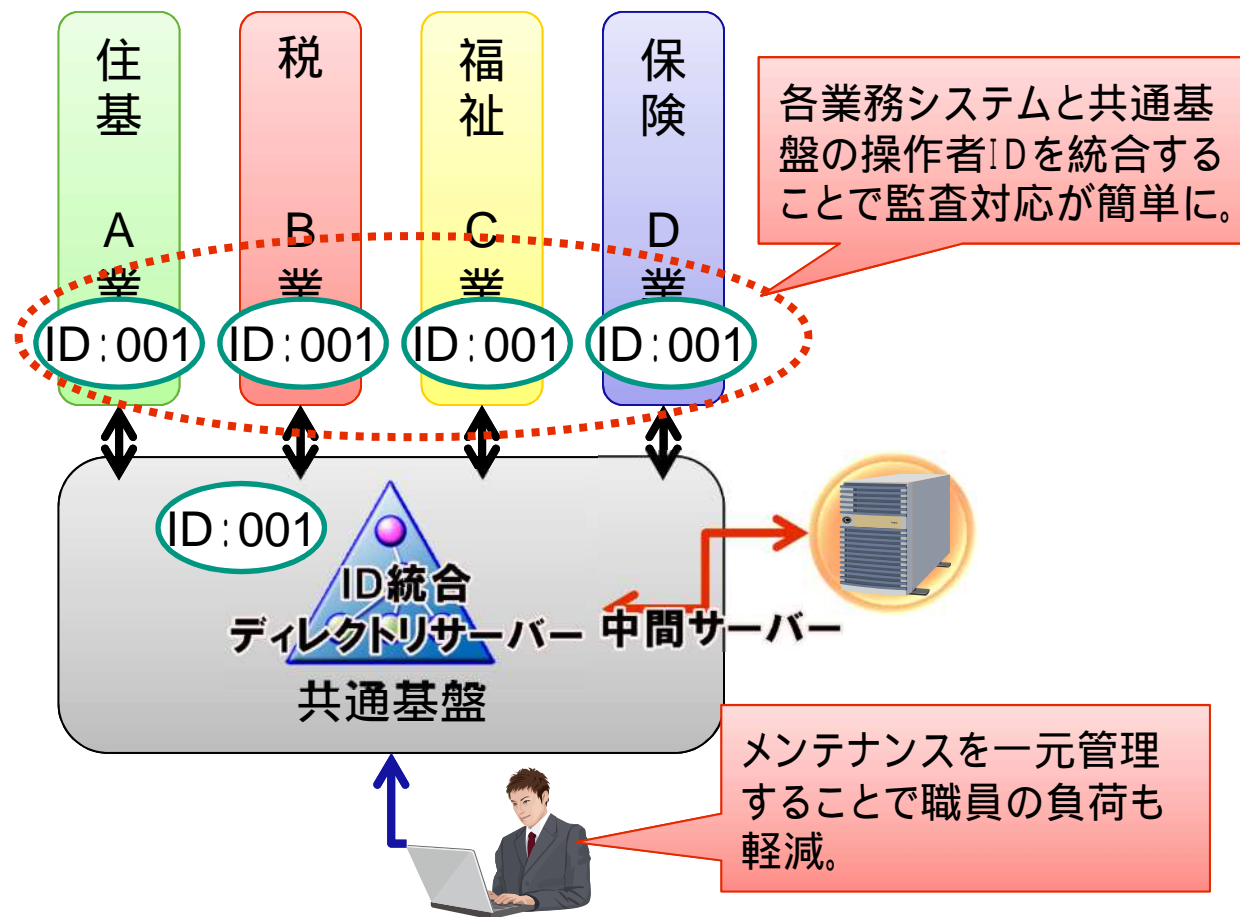 住基 A業
税 B業
福祉 C業
保険 D業
各業務システムと共通基
盤の操作者IDを統合する
ことで監査対応が簡単に。
ID:001
ID:001
ID:001
ID:001
ID:001
ID統合
ディレクトリサーバー
中間サーバー
共通基盤
メンテナンスを一元管理
することで職員の負荷も
軽減。